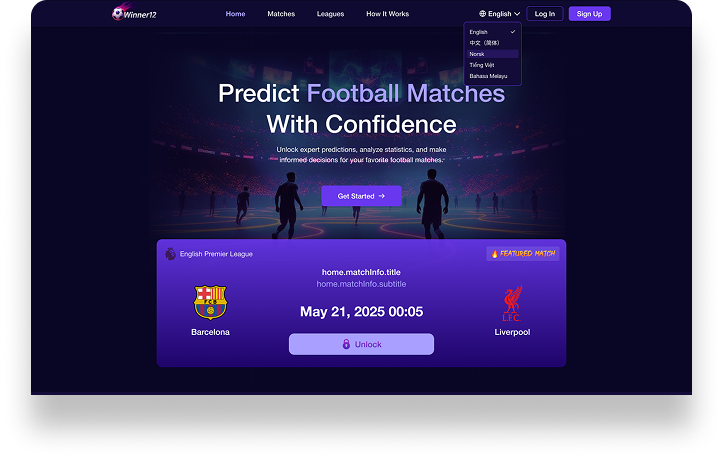 Winner12
Home
Matches
Leagues
How It Works
English
Log In
Sign Up
English
中文（简体）
Norsk
Tiếng Việt
Bahasa Melayu
Predict Football Matches
With Confidence
Unlock expert predictions, analyze statistics, and make
informed decisions for your favorite football matches.
Get Started →
English Premier League
FEATURED MATCH
home.matchInfo.title
home.matchInfo.subtitle
May 21, 2025 00:05
Barcelona
L.F.C.
Liverpool
Unlock